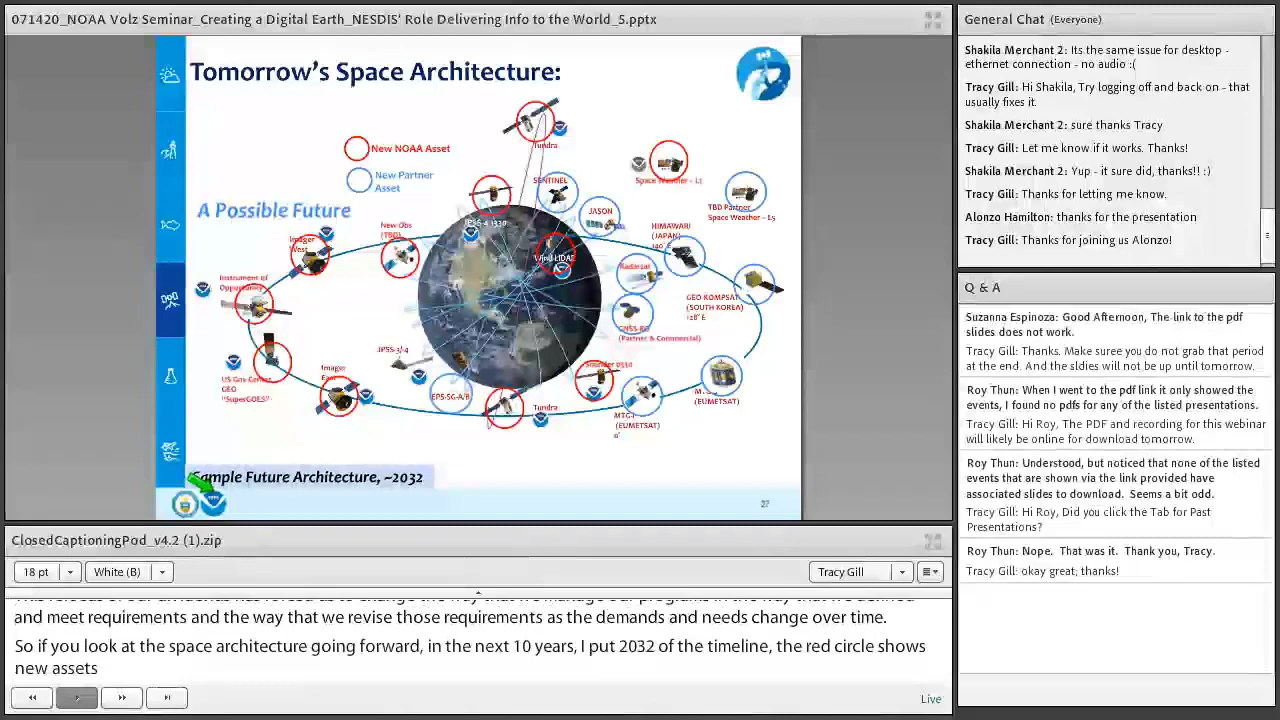 071420_NOAA Volz Seminar_Creating a Digital Earth_NESDIS' Role Delivering Info to the World_5.pptx
Tomorrow's Space Architecture:
New NOAA Asset
New Partner
Asset
A Possible Future
Tundra
Space Weather - L1
SENTINEL
JPSS-4 1330
JASON
TBD Partner
Space Weather - L5
New Obs
(TBD)
HIMAWARI
(JAPAN)
140° E
Imager
West
Wind LIDAR
Radarsat
Instrument of
Opportunity
GEO-KOMPSAT
(SOUTH KOREA)
128° E
GNSS-RO
(Partner & Commercial)
JPSS-3/-4
Sounder 0530
US Gas Center
GEO
"SuperGOES"
Imager
East
EPS-SG-A/B
Tundra
(EUMETSAT)
0°
(EUMETSAT)
Sample Future Architecture, ~2032
27
ClosedCaptioningPod_v4.2 (1).zip
18 pt
White (B)
Tracy Gill
and meet requirements and the way that we revise those requirements as the demands and needs change over time.
So if you look at the space architecture going forward, in the next 10 years, I put 2032 of the timeline, the red circle shows
new assets
Live
General Chat (Everyone)
Shakila Merchant 2: Its the same issue for desktop -
ethernet connection - no audio :(
Tracy Gill: Hi Shakila, Try logging off and back on - that
usually fixes it.
Shakila Merchant 2: sure thanks Tracy
Tracy Gill: Let me know if it works. Thanks!
Shakila Merchant 2: Yup - it sure did, thanks!! :)
Tracy Gill: Thanks for letting me know.
Alonzo Hamilton: thanks for the presentation!
Tracy Gill: Thanks for joining us Alonzo!
Q & A
Suzanna Espinoza: Good Afternoon, The link to the pdf
slides does not work.
Tracy Gill: Thanks. Make suree you do not grab that period
at the end. And the sldies will not be up until tomorrow.
Roy Thun: When I went to the pdf link it only showed the
events, I found no pdfs for any of the listed presentations.
Tracy Gill: Hi Roy, The PDF and recording for this webinar
will likely be online for download tomorrow.
Roy Thun: Understood, but noticed that none of the listed
events that are shown via the link provided have
associated slides to download. Seems a bit odd.
Tracy Gill: Hi Roy, Did you click the Tab for Past
Presentations?
Roy Thun: Nope. That was it. Thank you, Tracy.
Tracy Gill: okay great; thanks!